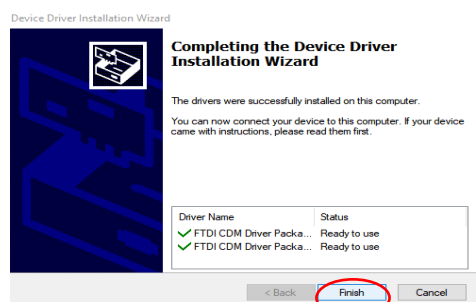 Device Driver Installation Wizard
Completing the Device Driver
Installation Wizard
The drivers were successfully installed on this computer.
You can now connect your device to this computer. If your device
came with instructions, please read them first.
Driver Name Status
FTDI CDM Driver Packa... Ready to use
FTDI CDM Driver Packa... Ready to use
< Back Finish Cancel